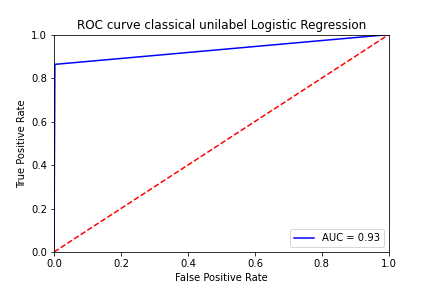 ROC curve classical unilabel Logistic Regression
1.0
0.8
0.6
0.4
0.2
0.0
True Positive Rate
AUC = 0.93
0.0 0.2 0.4 0.6 0.8 1.0
False Positive Rate